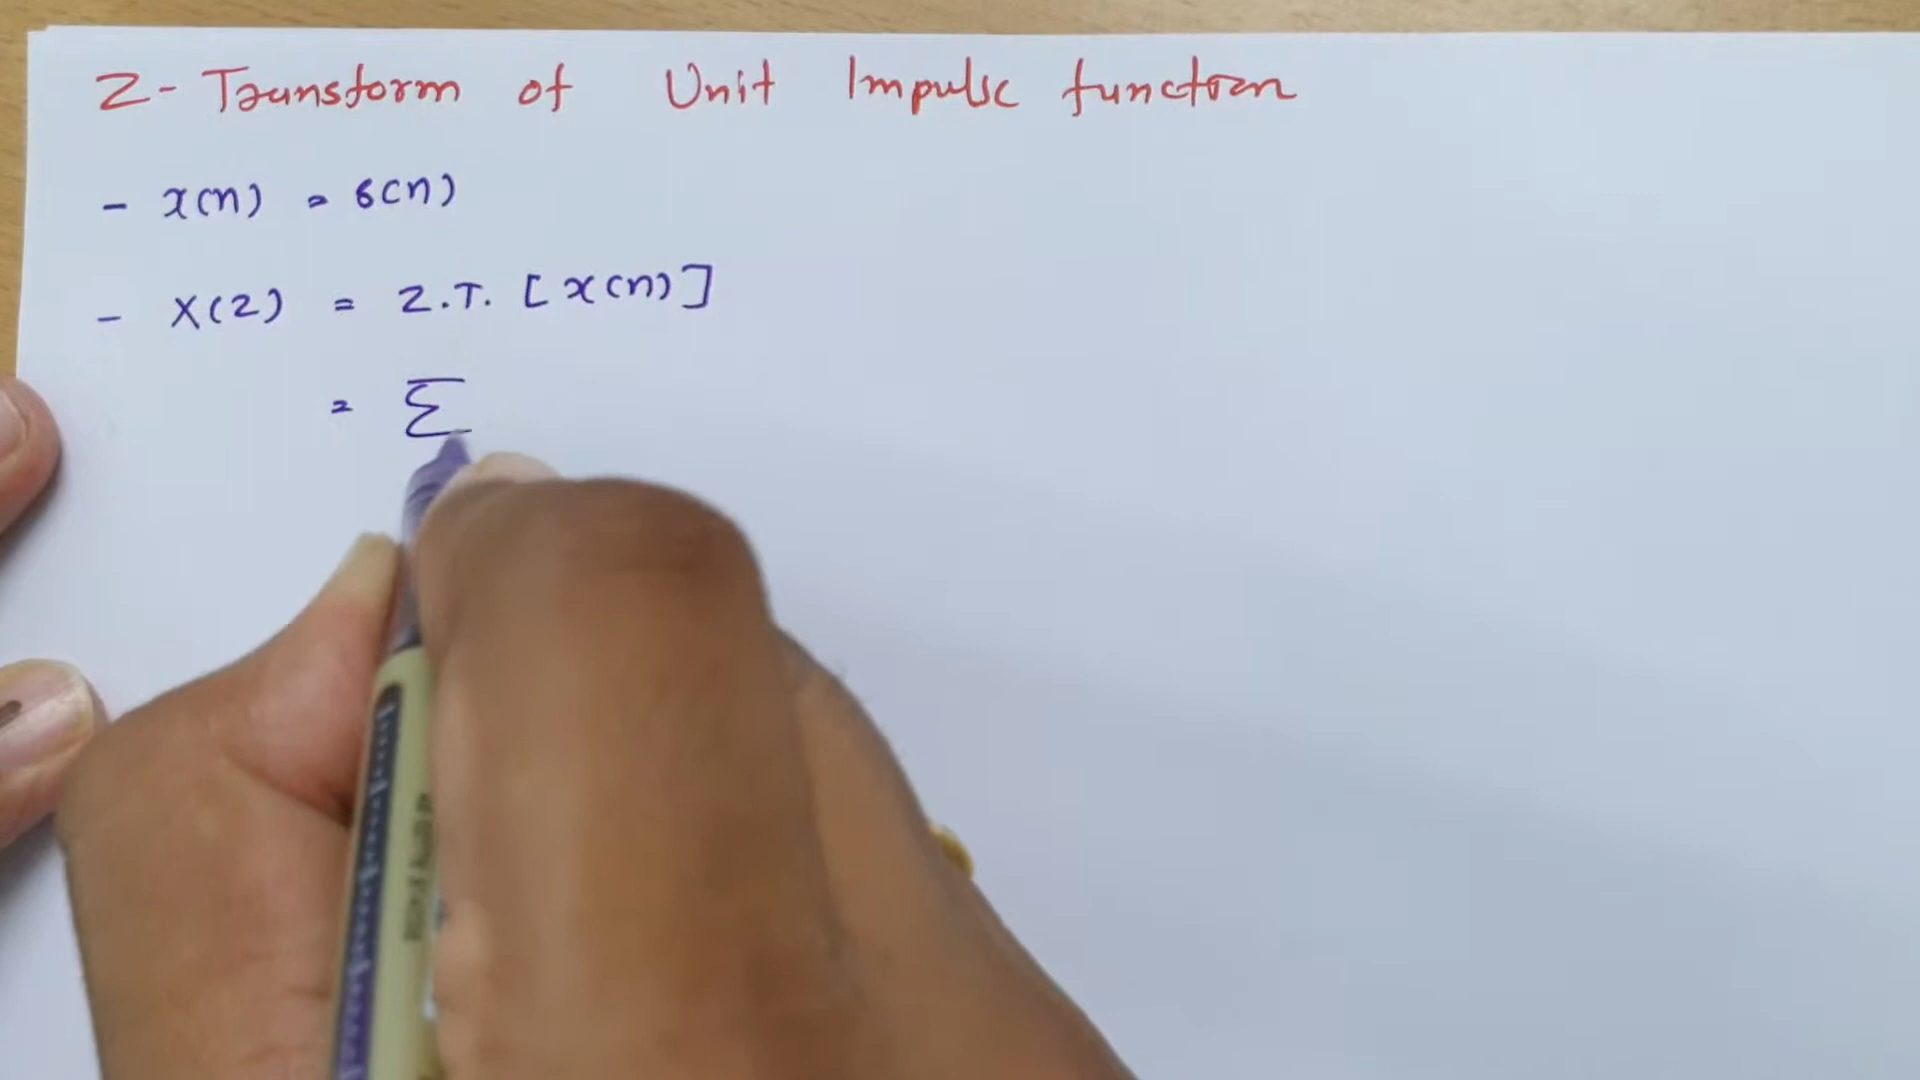 Z - Transform of Unit Impulse function
- x(n) = δ(n)
- X(Z) = Z.T. [x(n)]
= Σ